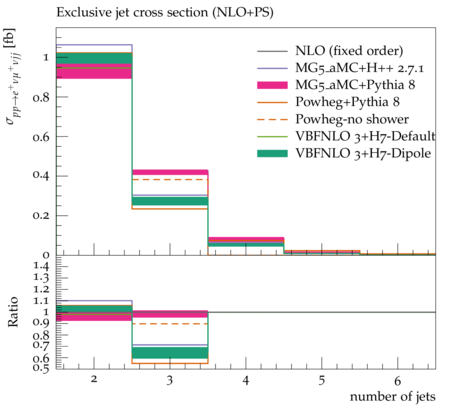 Exclusive jet cross section (NLO+PS)
σpp→e+νμ+νjj [fb]
1
0.8
0.6
0.4
0.2
0
NLO (fixed order)
MG5_aMC+H++ 2.7.1
MG5_aMC+Pythia 8
Powheg+Pythia 8
Powheg-no shower
VBFNLO 3+H7-Default
VBFNLO 3+H7-Dipole
Ratio
1.4
1.3
1.2
1.1
1
0.9
0.8
0.7
0.6
0.5
2 3 4 5 6
number of jets